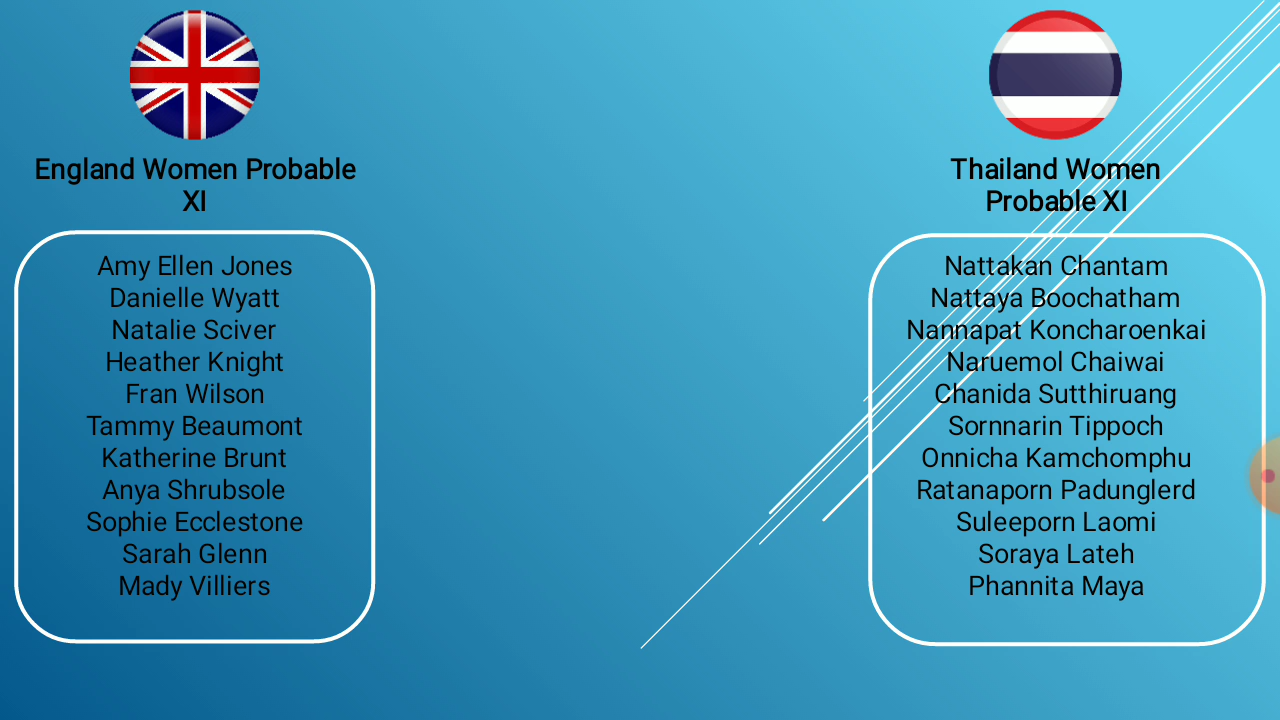 England Women Probable
XI
Amy Ellen Jones
Danielle Wyatt
Natalie Sciver
Heather Knight
Fran Wilson
Tammy Beaumont
Katherine Brunt
Anya Shrubsole
Sophie Ecclestone
Sarah Glenn
Mady Villiers
Thailand Women
Probable XI
Nattakan Chantam
Nattaya Boochatham
Nannapat Koncharoenkai
Naruemol Chaiwai
Chanida Sutthiruang
Sornnarin Tippoch
Onnicha Kamchomphu
Ratanaporn Padunglerd
Suleeporn Laomi
Soraya Lateh
Phannita Maya